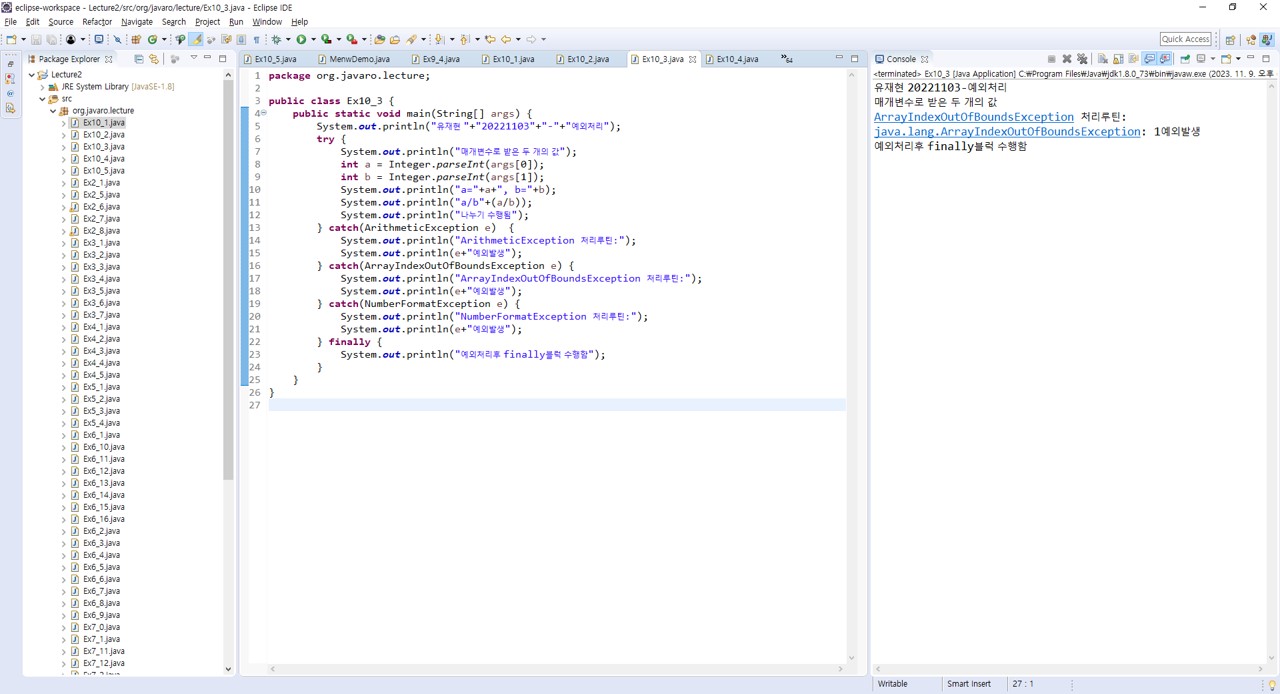 eclipse-workspace - Lecture2/src/org/javaro/lecture/Ex10_3.java - Eclipse IDE
File Edit Source Refactor Navigate Search Project Run Window Help
Quick Access
Package Explorer
Lecture2
JRE System Library [JavaSE-1.8]
src
org.javaro.lecture
Ex10_1.java
Ex10_2.java
Ex10_3.java
Ex10_4.java
Ex10_5.java
Ex2_1.java
Ex2_5.java
Ex2_6.java
Ex2_7.java
Ex2_8.java
Ex3_1.java
Ex3_2.java
Ex3_3.java
Ex3_4.java
Ex3_5.java
Ex3_6.java
Ex3_7.java
Ex4_1.java
Ex4_2.java
Ex4_3.java
Ex4_4.java
Ex4_5.java
Ex5_1.java
Ex5_2.java
Ex5_3.java
Ex5_4.java
Ex6_1.java
Ex6_10.java
Ex6_11.java
Ex6_12.java
Ex6_13.java
Ex6_14.java
Ex6_15.java
Ex6_16.java
Ex6_2.java
Ex6_3.java
Ex6_4.java
Ex6_5.java
Ex6_6.java
Ex6_7.java
Ex6_8.java
Ex6_9.java
Ex7_0.java
Ex7_1.java
Ex7_11.java
Ex7_12.java
Ex10_5.java MenwDemo.java Ex9_4.java Ex10_1.java Ex10_2.java Ex10_3.java Ex10_4.java »64
1 package org.javaro.lecture;
2
3 public class Ex10_3 {
4 public static void main(String[] args) {
5 System.out.println("유재현 "+"20221103"+"-"+"예외처리");
6 try {
7 System.out.println("매개변수로 받은 두 개의 값");
8 int a = Integer.parseInt(args[0]);
9 int b = Integer.parseInt(args[1]);
10 System.out.println("a="+a+", b="+b);
11 System.out.println("a/b"+(a/b));
12 System.out.println("나누기 수행됨");
13 } catch(ArithmeticException e) {
14 System.out.println("ArithmeticException 처리루틴:");
15 System.out.println(e+"예외발생");
16 } catch(ArrayIndexOutOfBoundsException e) {
17 System.out.println("ArrayIndexOutOfBoundsException 처리루틴:");
18 System.out.println(e+"예외발생");
19 } catch(NumberFormatException e) {
20 System.out.println("NumberFormatException 처리루틴:");
21 System.out.println(e+"예외발생");
22 } finally {
23 System.out.println("예외처리후 finally블럭 수행함");
24 }
25 }
26 }
27
Console
<terminated> Ex10_3 [Java Application] C:₩Program Files₩Java₩jdk1.8.0_73₩bin₩javaw.exe (2023. 11. 9. 오후
유재현 20221103-예외처리
매개변수로 받은 두 개의 값
ArrayIndexOutOfBoundsException 처리루틴:
java.lang.ArrayIndexOutOfBoundsException: 1예외발생
예외처리후 finally블럭 수행함
Writable Smart Insert 27 : 1